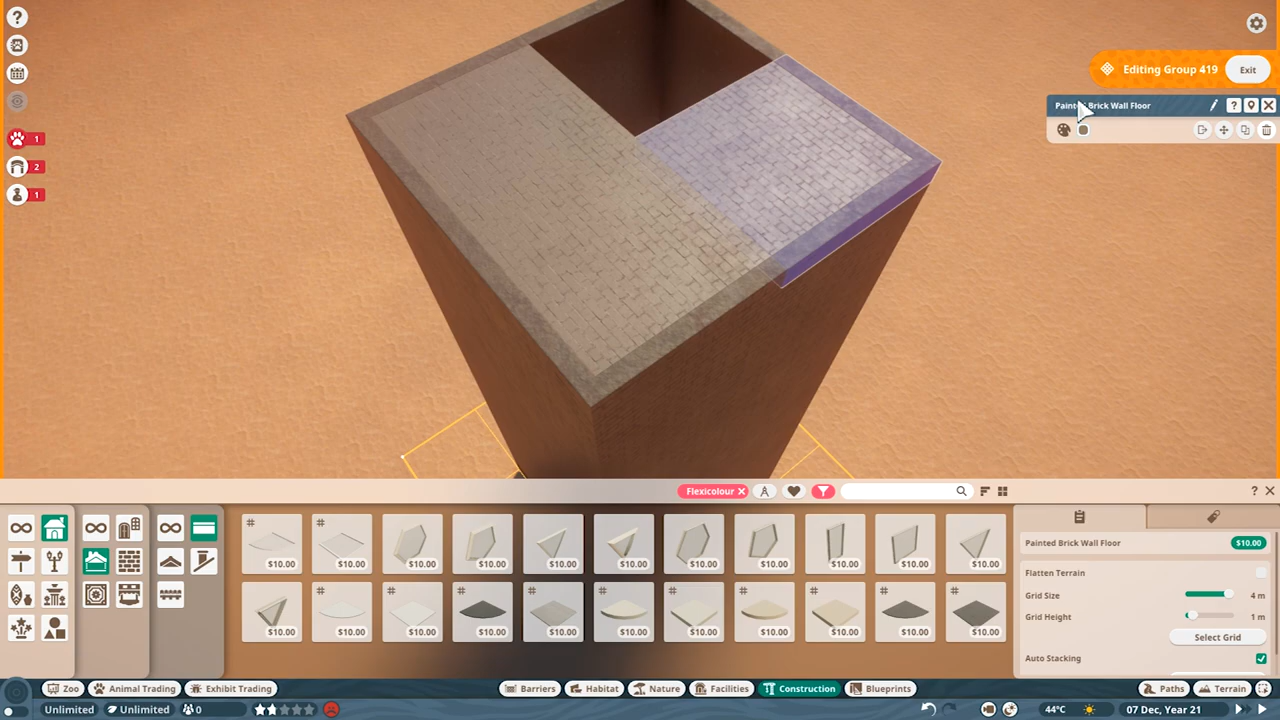 ?
Editing Group 419
Exit
Painted Brick Wall Floor
?
1
2
1
Flexicolour
?
# # $10.00 $10.00 $10.00 $10.00 $10.00 $10.00 $10.00 $10.00 $10.00 $10.00 $10.00
# # # # # # # # # # $10.00 $10.00 $10.00 $10.00 $10.00 $10.00 $10.00 $10.00 $10.00 $10.00 $10.00
Painted Brick Wall Floor $10.00
Flatten Terrain
Grid Size 4 m
Grid Height 1 m
Select Grid
Auto Stacking
Zoo Animal Trading Exhibit Trading Barriers Habitat Nature Facilities Construction Blueprints Paths Terrain
Unlimited Unlimited 0 44°C 07 Dec, Year 21